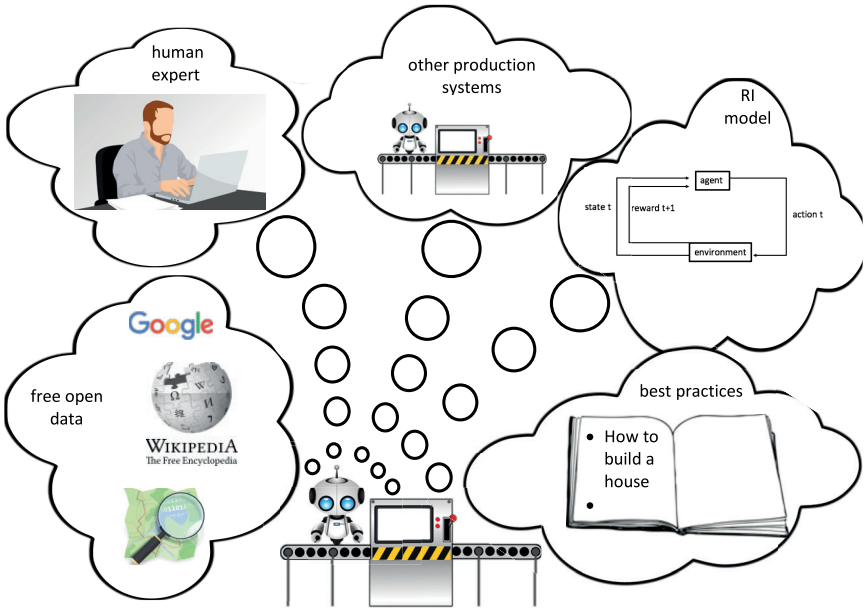 human
expert
other production
systems
RI
model
agent
state t
reward t+1
action t
environment
Google
free open
data
WIKIPEDIA
The Free Encyclopedia
best practices
• How to
build a
house
•